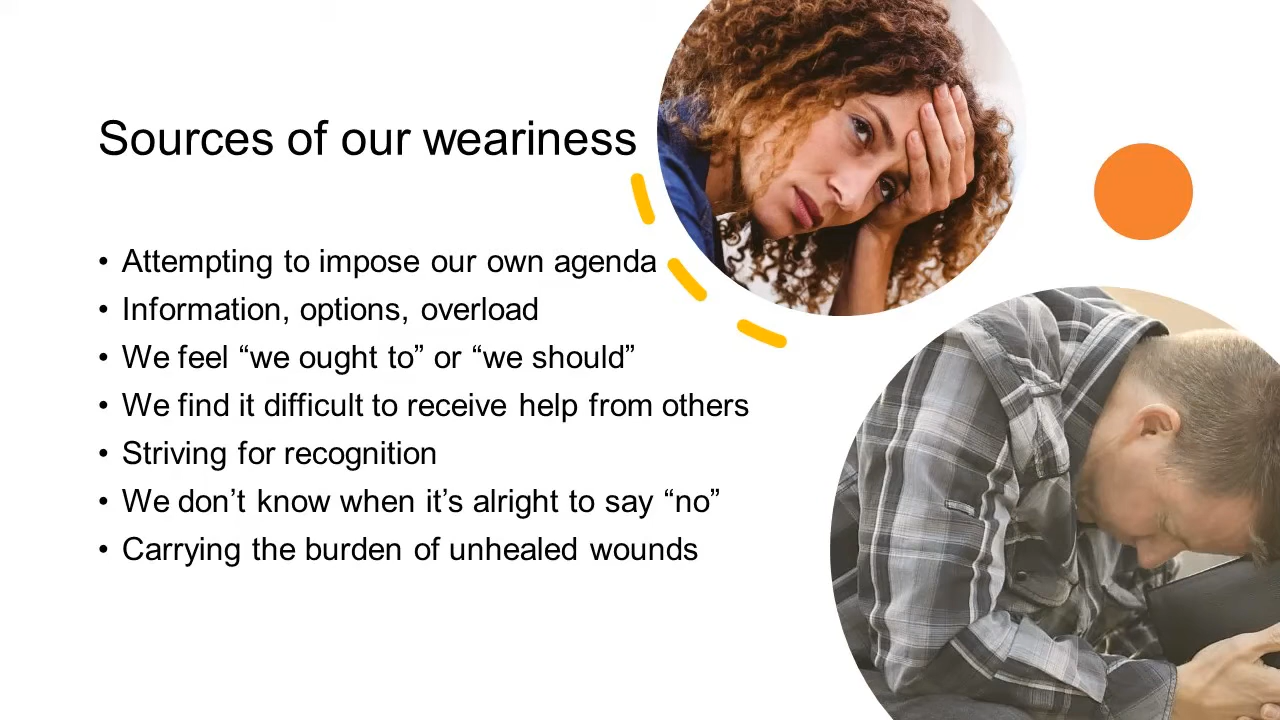 Sources of our weariness
• Attempting to impose our own agenda
• Information, options, overload
• We feel “we ought to” or “we should”
• We find it difficult to receive help from others
• Striving for recognition
• We don’t know when it’s alright to say “no”
• Carrying the burden of unhealed wounds